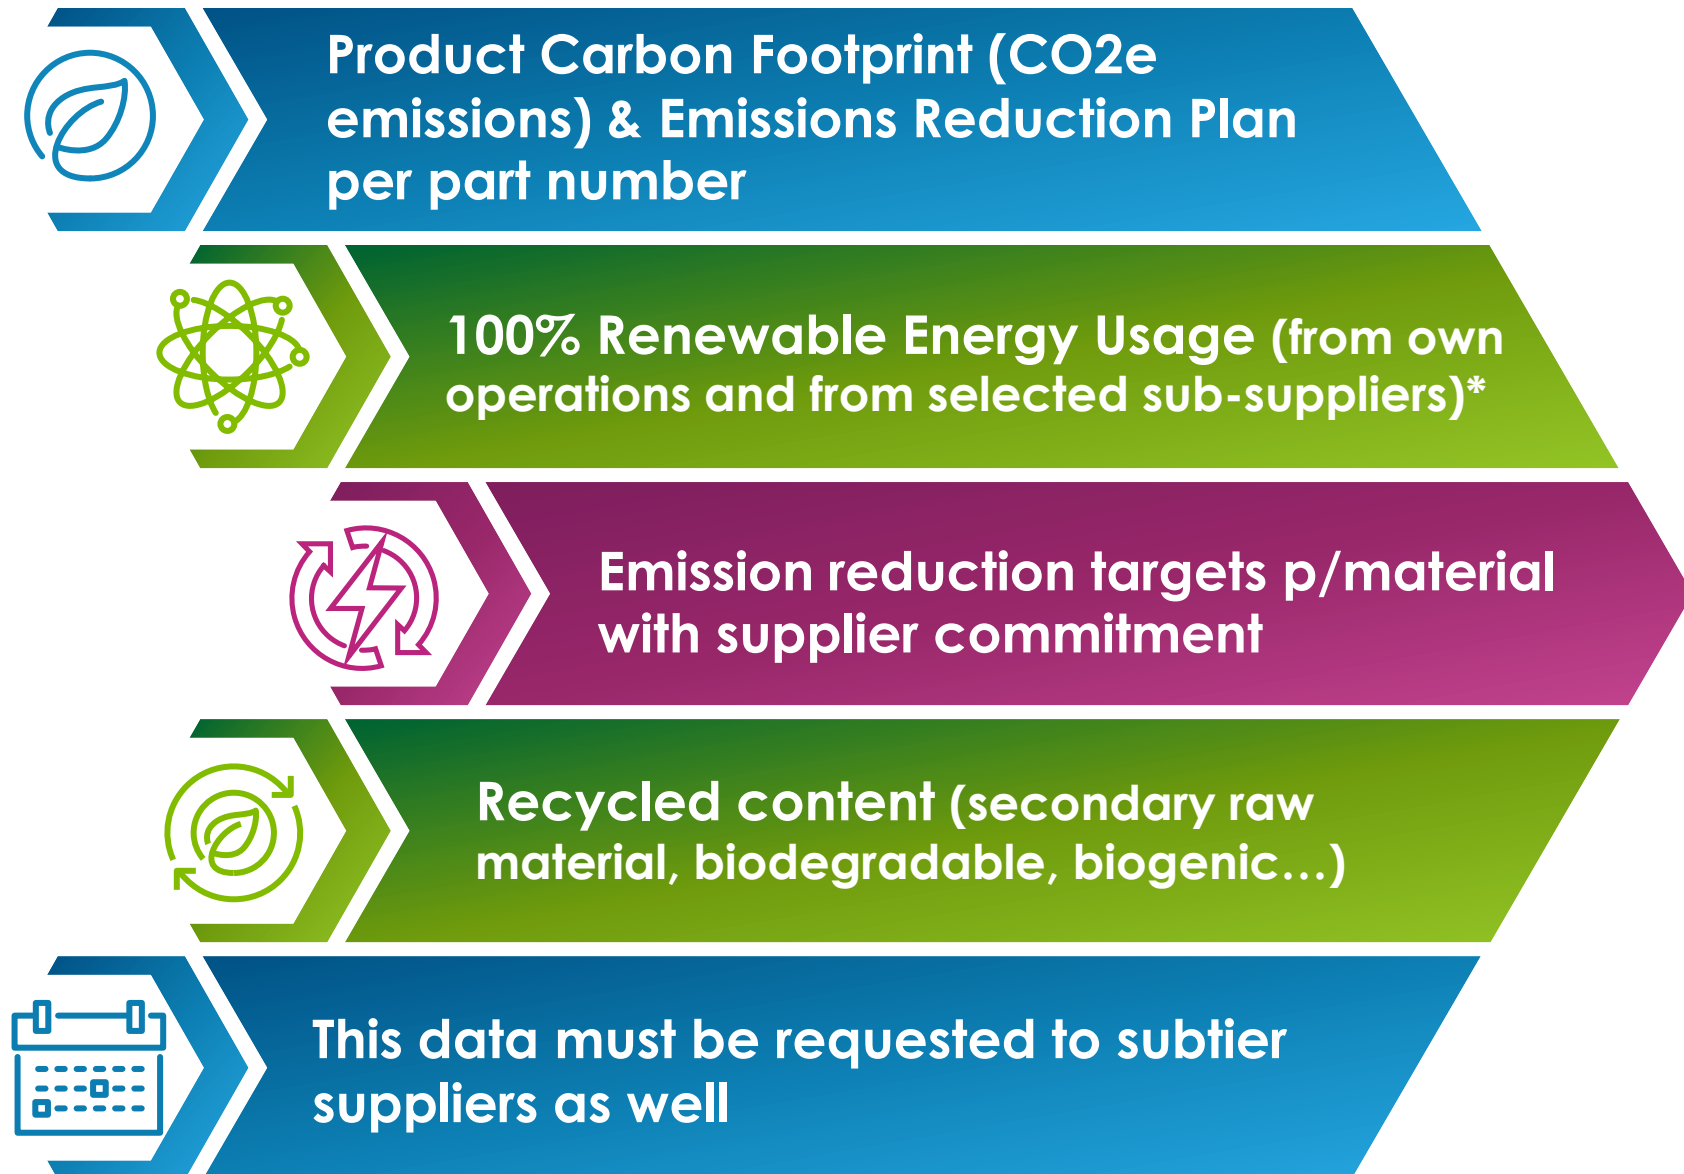 Product Carbon Footprint (CO2e
emissions) & Emissions Reduction Plan
per part number
100% Renewable Energy Usage (from own
operations and from selected sub-suppliers)*
Emission reduction targets p/material
with supplier commitment
Recycled content (secondary raw
material, biodegradable, biogenic…)
This data must be requested to subtier
suppliers as well